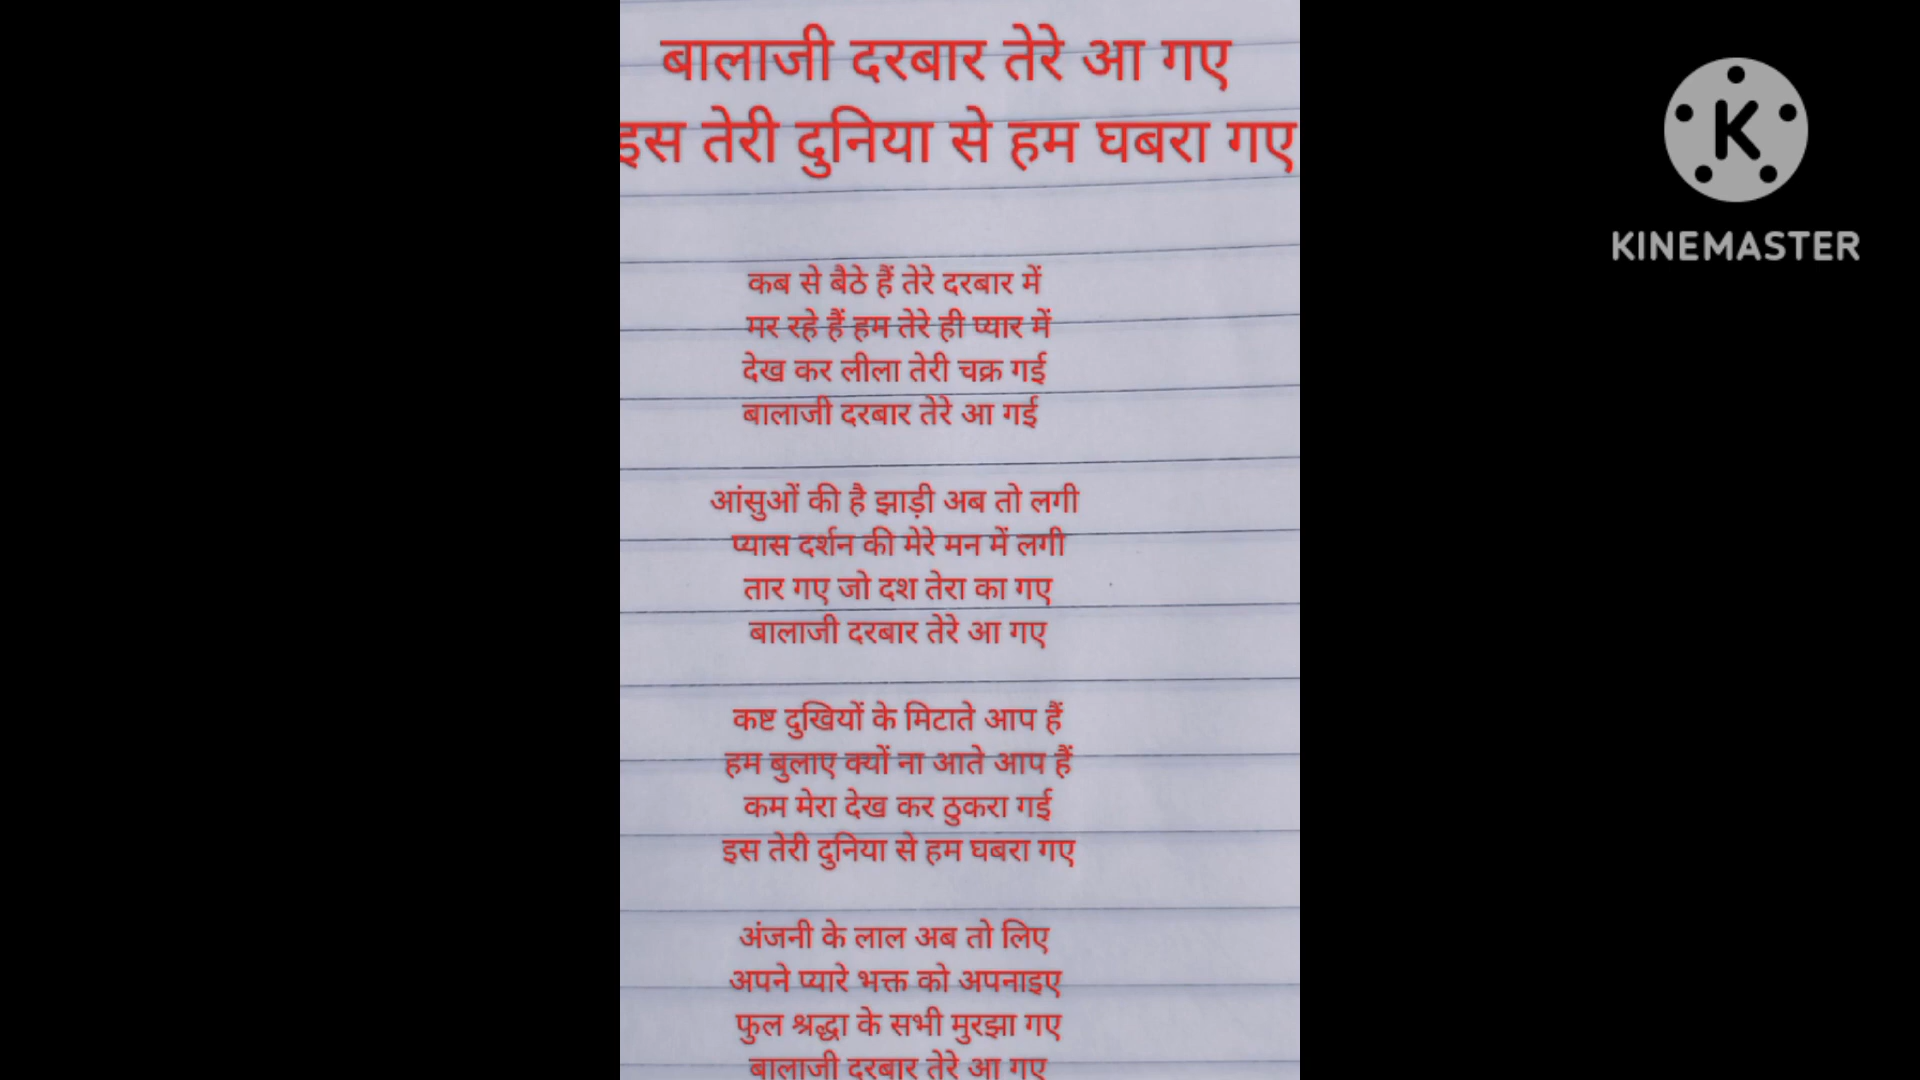 बालाजी दरबार तेरे आ गए
इस तेरी दुनिया से हम घबरा गए
कब से बैठे हैं तेरे दरबार में
मर रहे हैं हम तेरे ही प्यार में
देख कर लीला तेरी चक्र गई
बालाजी दरबार तेरे आ गई
आंसुओं की है झाड़ी अब तो लगी
प्यास दर्शन की मेरे मन में लगी
तार गए जो दश तेरा का गए
बालाजी दरबार तेरे आ गए
कष्ट दुखियों के मिटाते आप हैं
हम बुलाए क्यों ना आते आप हैं
कम मेरा देख कर ठुकरा गई
इस तेरी दुनिया से हम घबरा गए
अंजनी के लाल अब तो लिए
अपने प्यारे भक्त को अपनाइए
फुल श्रद्धा के सभी मुरझा गए
बालाजी दरबार तेरे आ गए
K
KINEMASTER